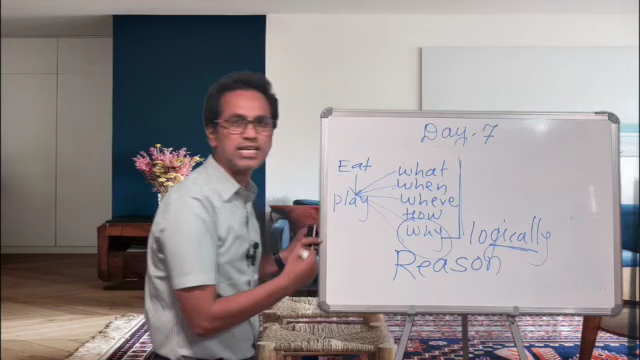 Day. 7
Eat what
when
play where
How
why logically
Reason